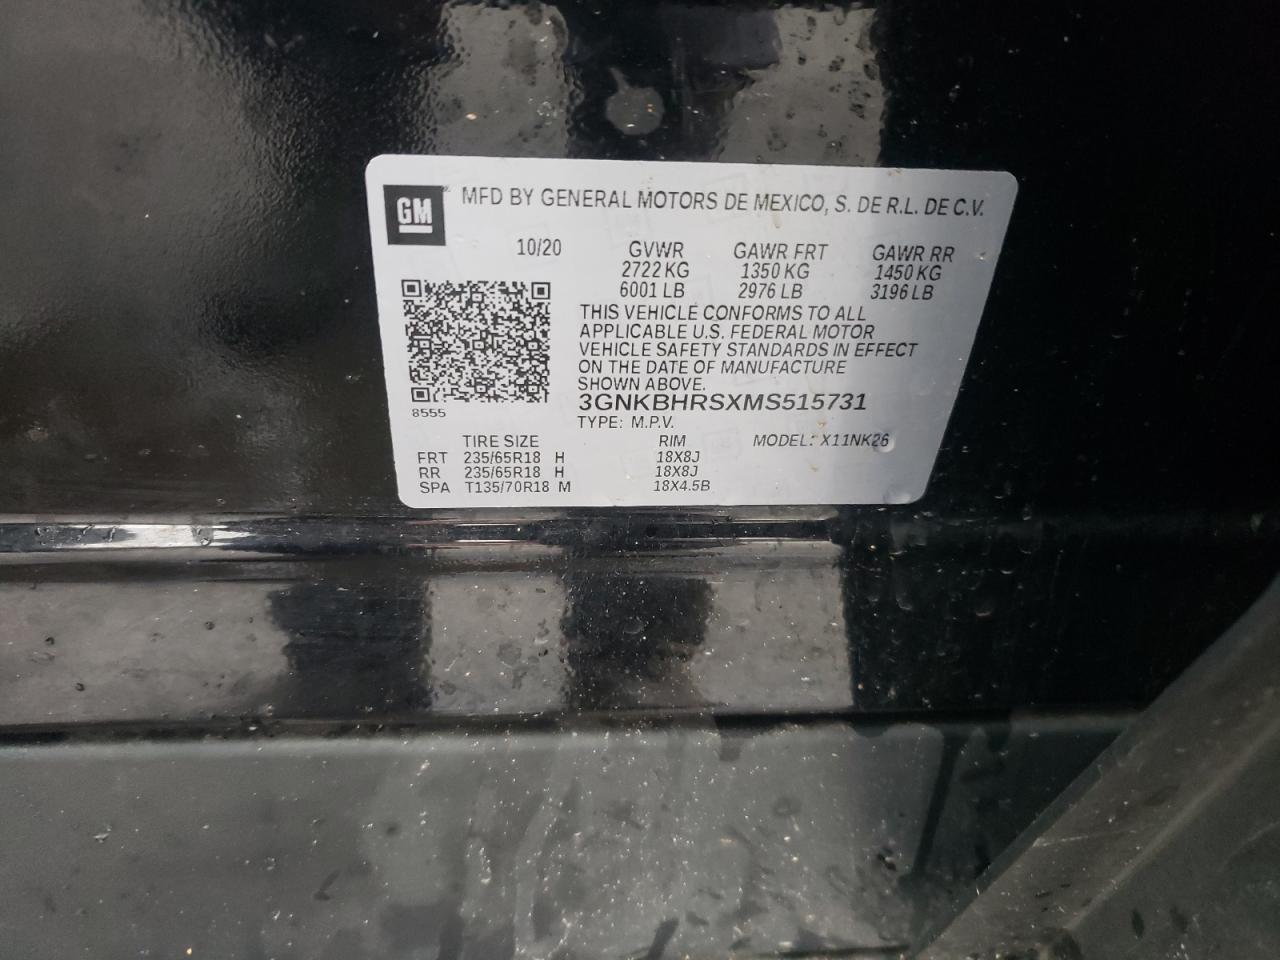 GM
MFD BY GENERAL MOTORS DE MEXICO, S. DE R.L. DE C.V.
10/20 GVWR GAWR FRT GAWR RR
2722 KG 1350 KG 1450 KG
6001 LB 2976 LB 3196 LB
THIS VEHICLE CONFORMS TO ALL
APPLICABLE U.S. FEDERAL MOTOR
VEHICLE SAFETY STANDARDS IN EFFECT
ON THE DATE OF MANUFACTURE
SHOWN ABOVE.
3GNKBHRSXMS515731
8555
TYPE: M.P.V.
TIRE SIZE RIM MODEL: X11NK26
FRT 235/65R18 H 18X8J
RR 235/65R18 H 18X8J
SPA T135/70R18 M 18X4.5B